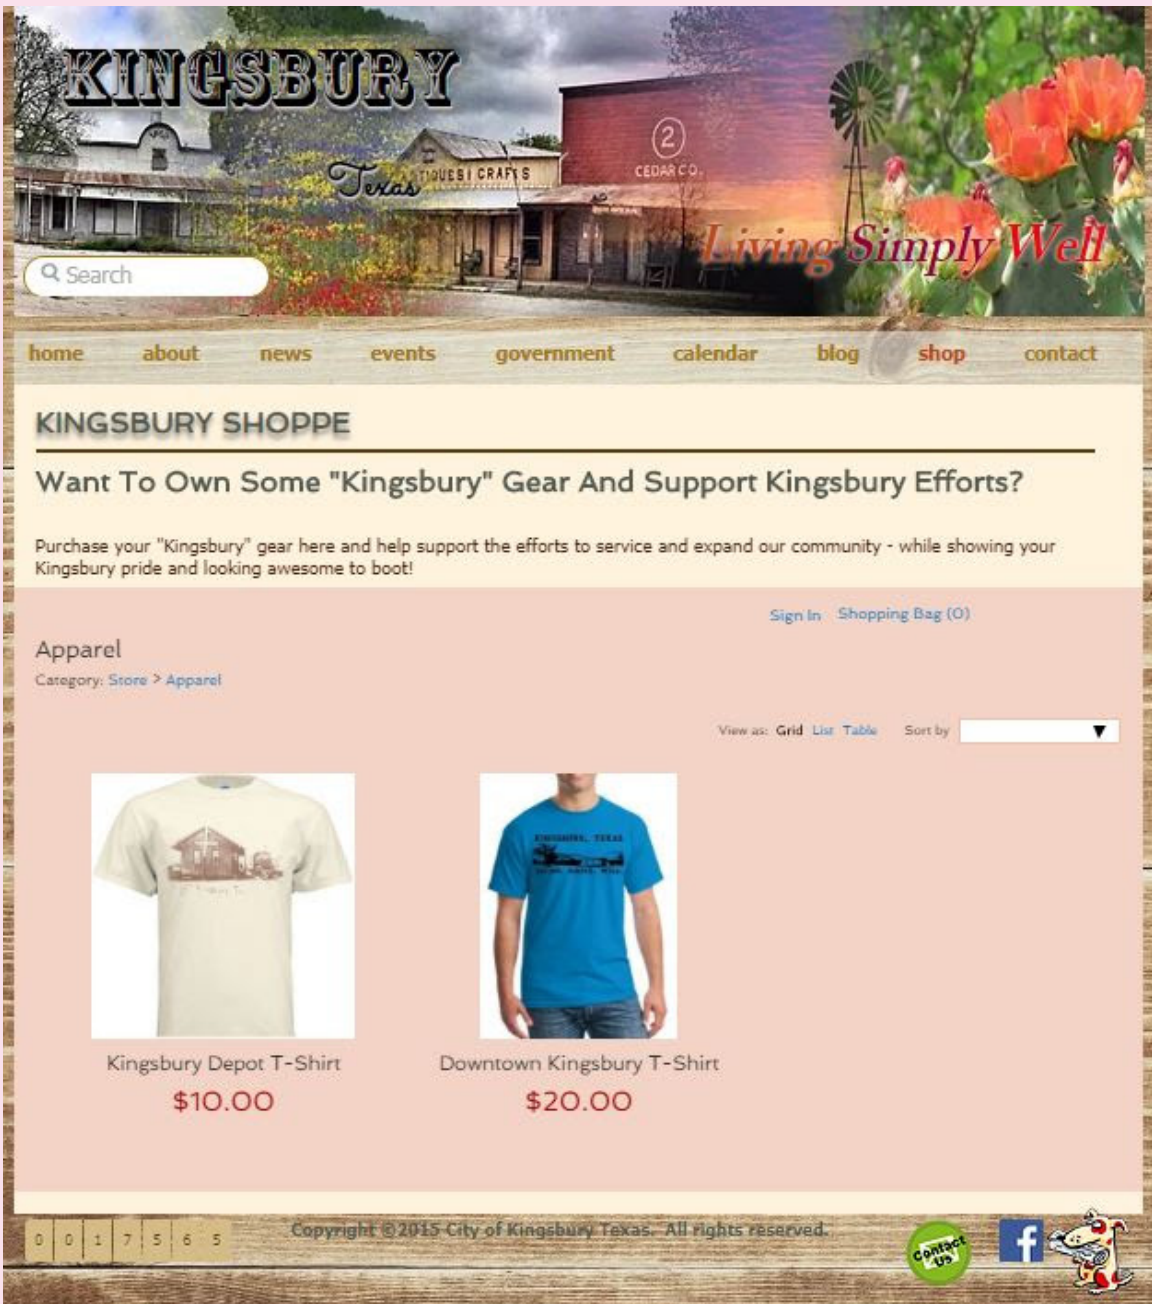 KINGSBURY
Texas
2
CEDAR CO.
TIQUES & CRAFTS
Living Simply Well
Search
home about news events government calendar blog shop contact
KINGSBURY SHOPPE
Want To Own Some "Kingsbury" Gear And Support Kingsbury Efforts?
Purchase your "Kingsbury" gear here and help support the efforts to service and expand our community - while showing your
Kingsbury pride and looking awesome to boot!
Sign In Shopping Bag (0)
Apparel
Category: Store > Apparel
View as: Grid List Table Sort by
KINGSBURY, TEXAS
Kingsbury Depot T-Shirt Downtown Kingsbury T-Shirt
$10.00 $20.00
0 0 1 7 5 6 5
Copyright ©2015 City of Kingsbury Texas. All rights reserved.
Contact
Us
f